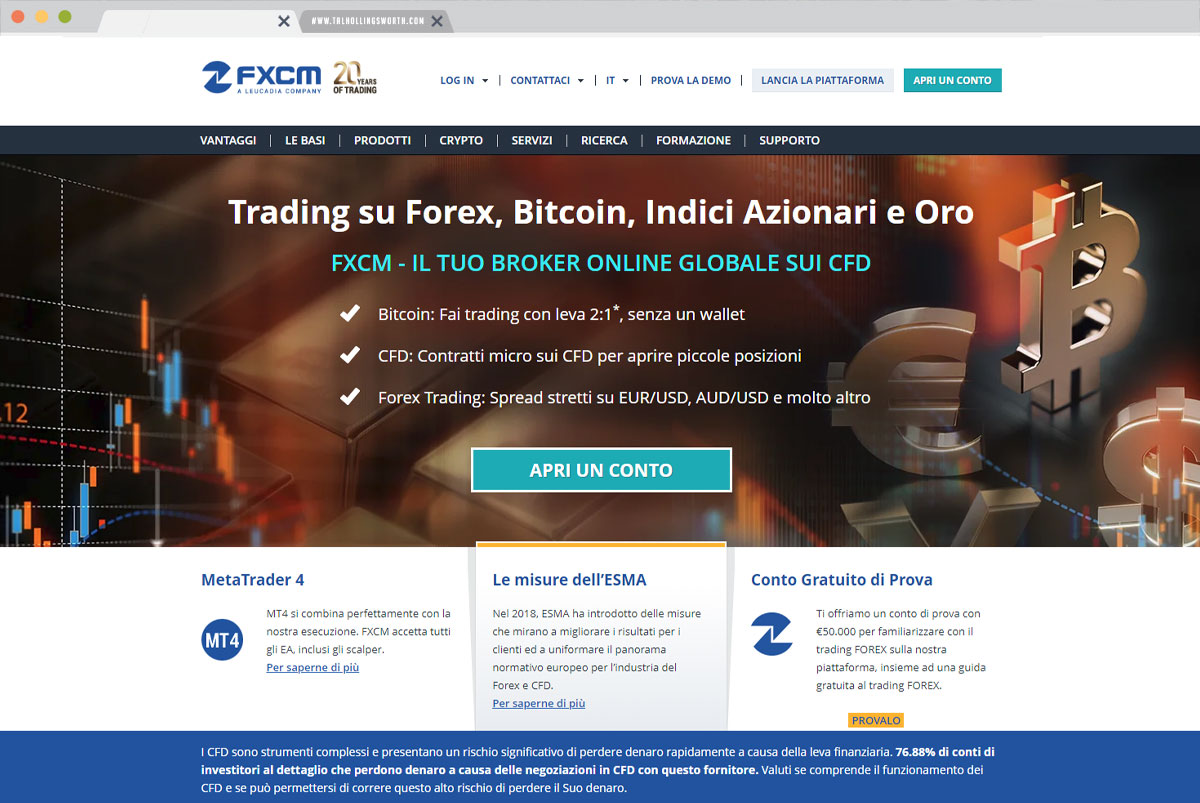 WWW.THLHOLLINGSWORTH.COM
FXCM
A LEUCADIA COMPANY
20 YEARS
OF TRADING
LOG IN | CONTATTACI | IT | PROVA LA DEMO | LANCIA LA PIATTAFORMA APRI UN CONTO
VANTAGGI | LE BASI | PRODOTTI | CRYPTO | SERVIZI | RICERCA | FORMAZIONE | SUPPORTO
Trading su Forex, Bitcoin, Indici Azionari e Oro
FXCM - IL TUO BROKER ONLINE GLOBALE SUI CFD
Bitcoin: Fai trading con leva 2:1*, senza un wallet
CFD: Contratti micro sui CFD per aprire piccole posizioni
Forex Trading: Spread stretti su EUR/USD, AUD/USD e molto altro
.12
APRI UN CONTO
MetaTrader 4
MT4
MT4 si combina perfettamente con la
nostra esecuzione. FXCM accetta tutti
gli EA, inclusi gli scalper.
Per saperne di più
Le misure dell'ESMA
Nel 2018, ESMA ha introdotto delle misure
che mirano a migliorare i risultati per i
clienti ed a uniformare il panorama
normativo europeo per l'industria del
Forex e CFD.
Per saperne di più
Conto Gratuito di Prova
Ti offriamo un conto di prova con
€50.000 per familiarizzare con il
trading FOREX sulla nostra
piattaforma, insieme ad una guida
gratuita al trading FOREX.
PROVALO
I CFD sono strumenti complessi e presentano un rischio significativo di perdere denaro rapidamente a causa della leva finanziaria. 76.88% di conti di
investitori al dettaglio che perdono denaro a causa delle negoziazioni in CFD con questo fornitore. Valuti se comprende il funzionamento dei
CFD e se può permettersi di correre questo alto rischio di perdere il Suo denaro.